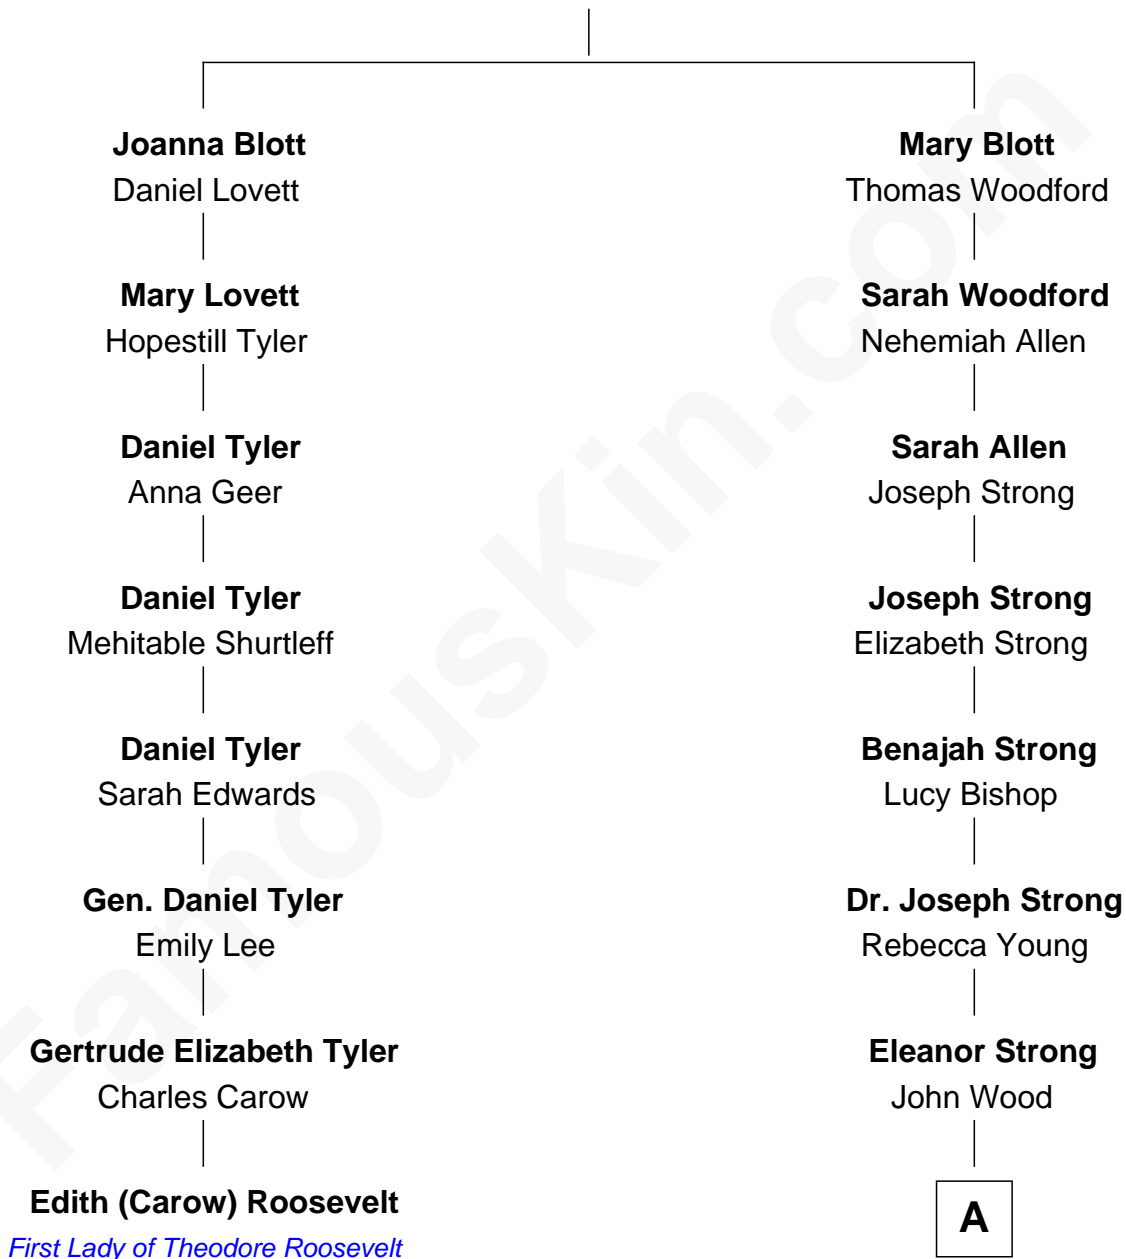 Joanna Blott
Daniel Lovett
Mary Lovett
Hopestill Tyler
Daniel Tyler
Anna Geer
Daniel Tyler
Mehitable Shurtleff
Daniel Tyler
Sarah Edwards
Gen. Daniel Tyler
Emily Lee
Gertrude Elizabeth Tyler
Charles Carow
Edith (Carow) Roosevelt
First Lady of Theodore Roosevelt
Mary Blott
Thomas Woodford
Sarah Woodford
Nehemiah Allen
Sarah Allen
Joseph Strong
Joseph Strong
Elizabeth Strong
Benajah Strong
Lucy Bishop
Dr. Joseph Strong
Rebecca Young
Eleanor Strong
John Wood
A
FamousKin.com